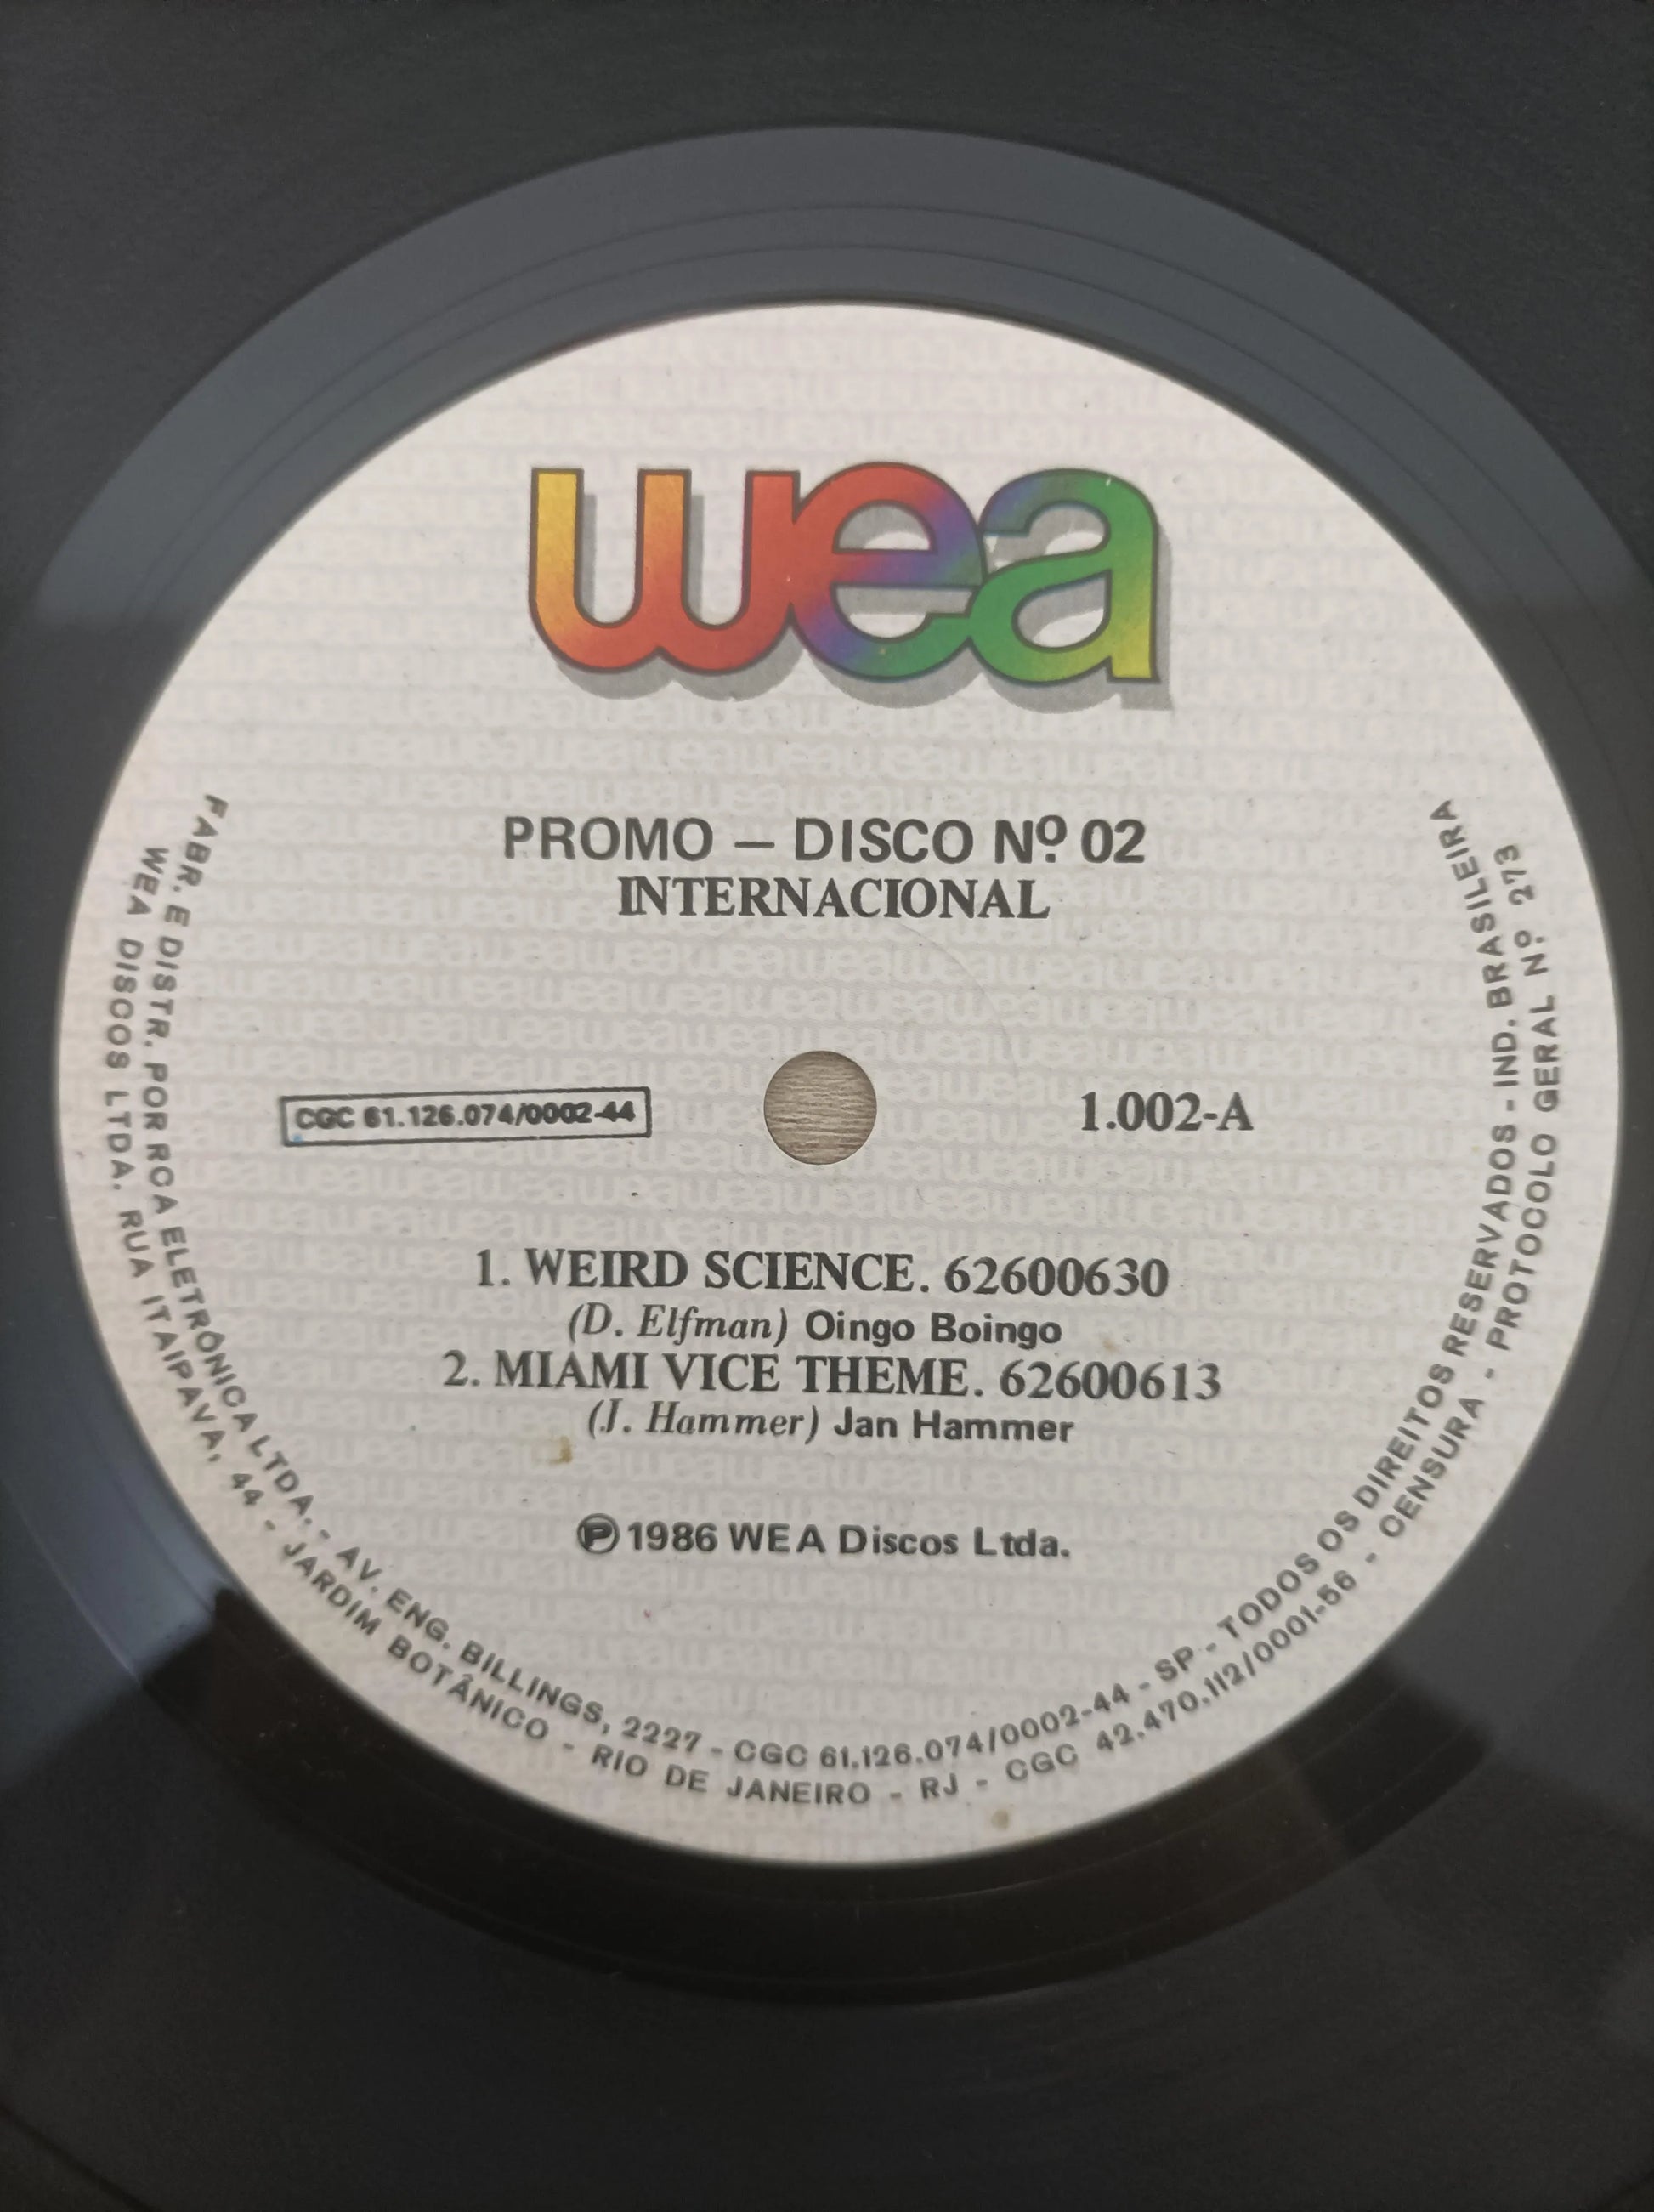 wea
PROMO — DISCO Nº 02
INTERNACIONAL
CGC 61.126.074/0002-44
1.002-A
1. WEIRD SCIENCE. 62600630
(D. Elfman) Oingo Boingo
2. MIAMI VICE THEME. 62600613
(J. Hammer) Jan Hammer
Ⓟ 1986 WEA Discos Ltda.
FABR. E DISTR. POR RCA ELETRÔNICA LTDA. - AV. ENG. BILLINGS, 2227 - CGC 61.126.074/0002-44 - SP - TODOS OS DIREITOS RESERVADOS - IND. BRASILEIRA
WEA DISCOS LTDA. RUA ITAIPAVA, 44 - JARDIM BOTÂNICO - RIO DE JANEIRO - RJ - CGC 42.470.112/0001-56 - CENSURA - PROTOCOLO GERAL Nº 273